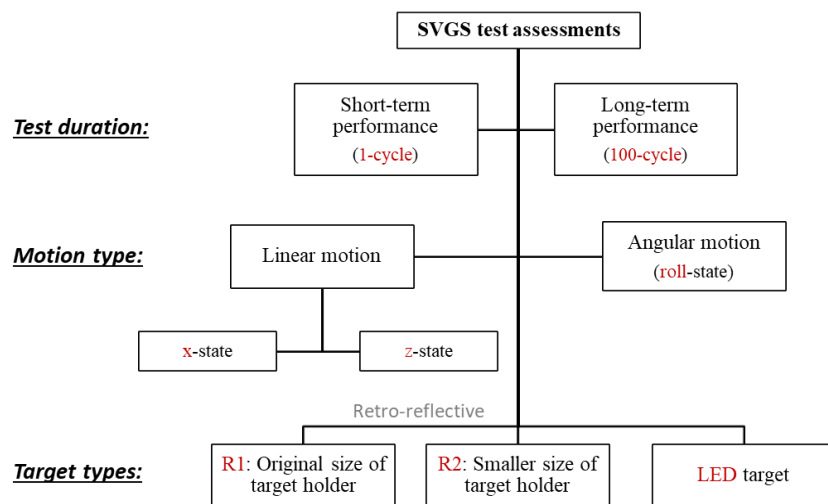 SVGS test assessments
Test duration:
Short-term
performance
(1-cycle)
Long-term
performance
(100-cycle)
Motion type:
Linear motion
Angular motion
(roll-state)
x-state
z-state
Retro-reflective
Target types:
R1: Original size of
target holder
R2: Smaller size of
target holder
LED target